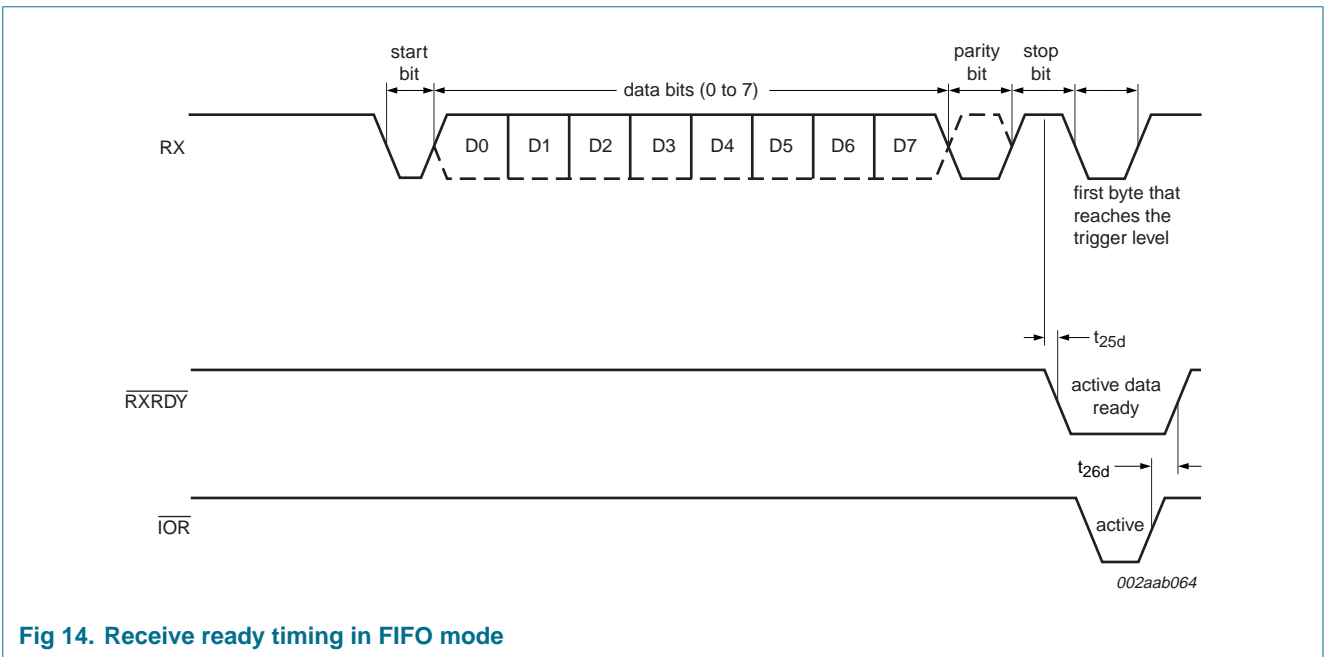 start
bit
data bits (0 to 7)
parity
bit
stop
bit
RX
D0 D1 D2 D3 D4 D5 D6 D7
first byte that
reaches the
trigger level
t25d
RXRDY
active data
ready
t26d
IOR
active
002aab064
Fig 14. Receive ready timing in FIFO mode